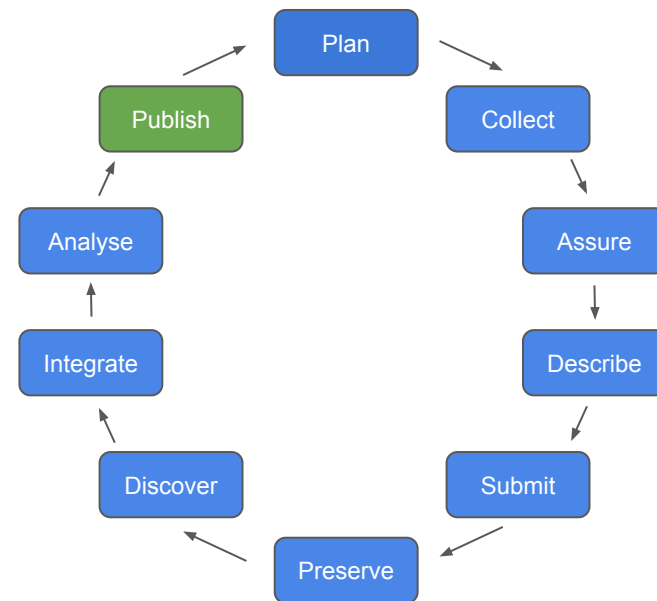 Plan
Collect
Assure
Describe
Submit
Preserve
Discover
Integrate
Analyse
Publish